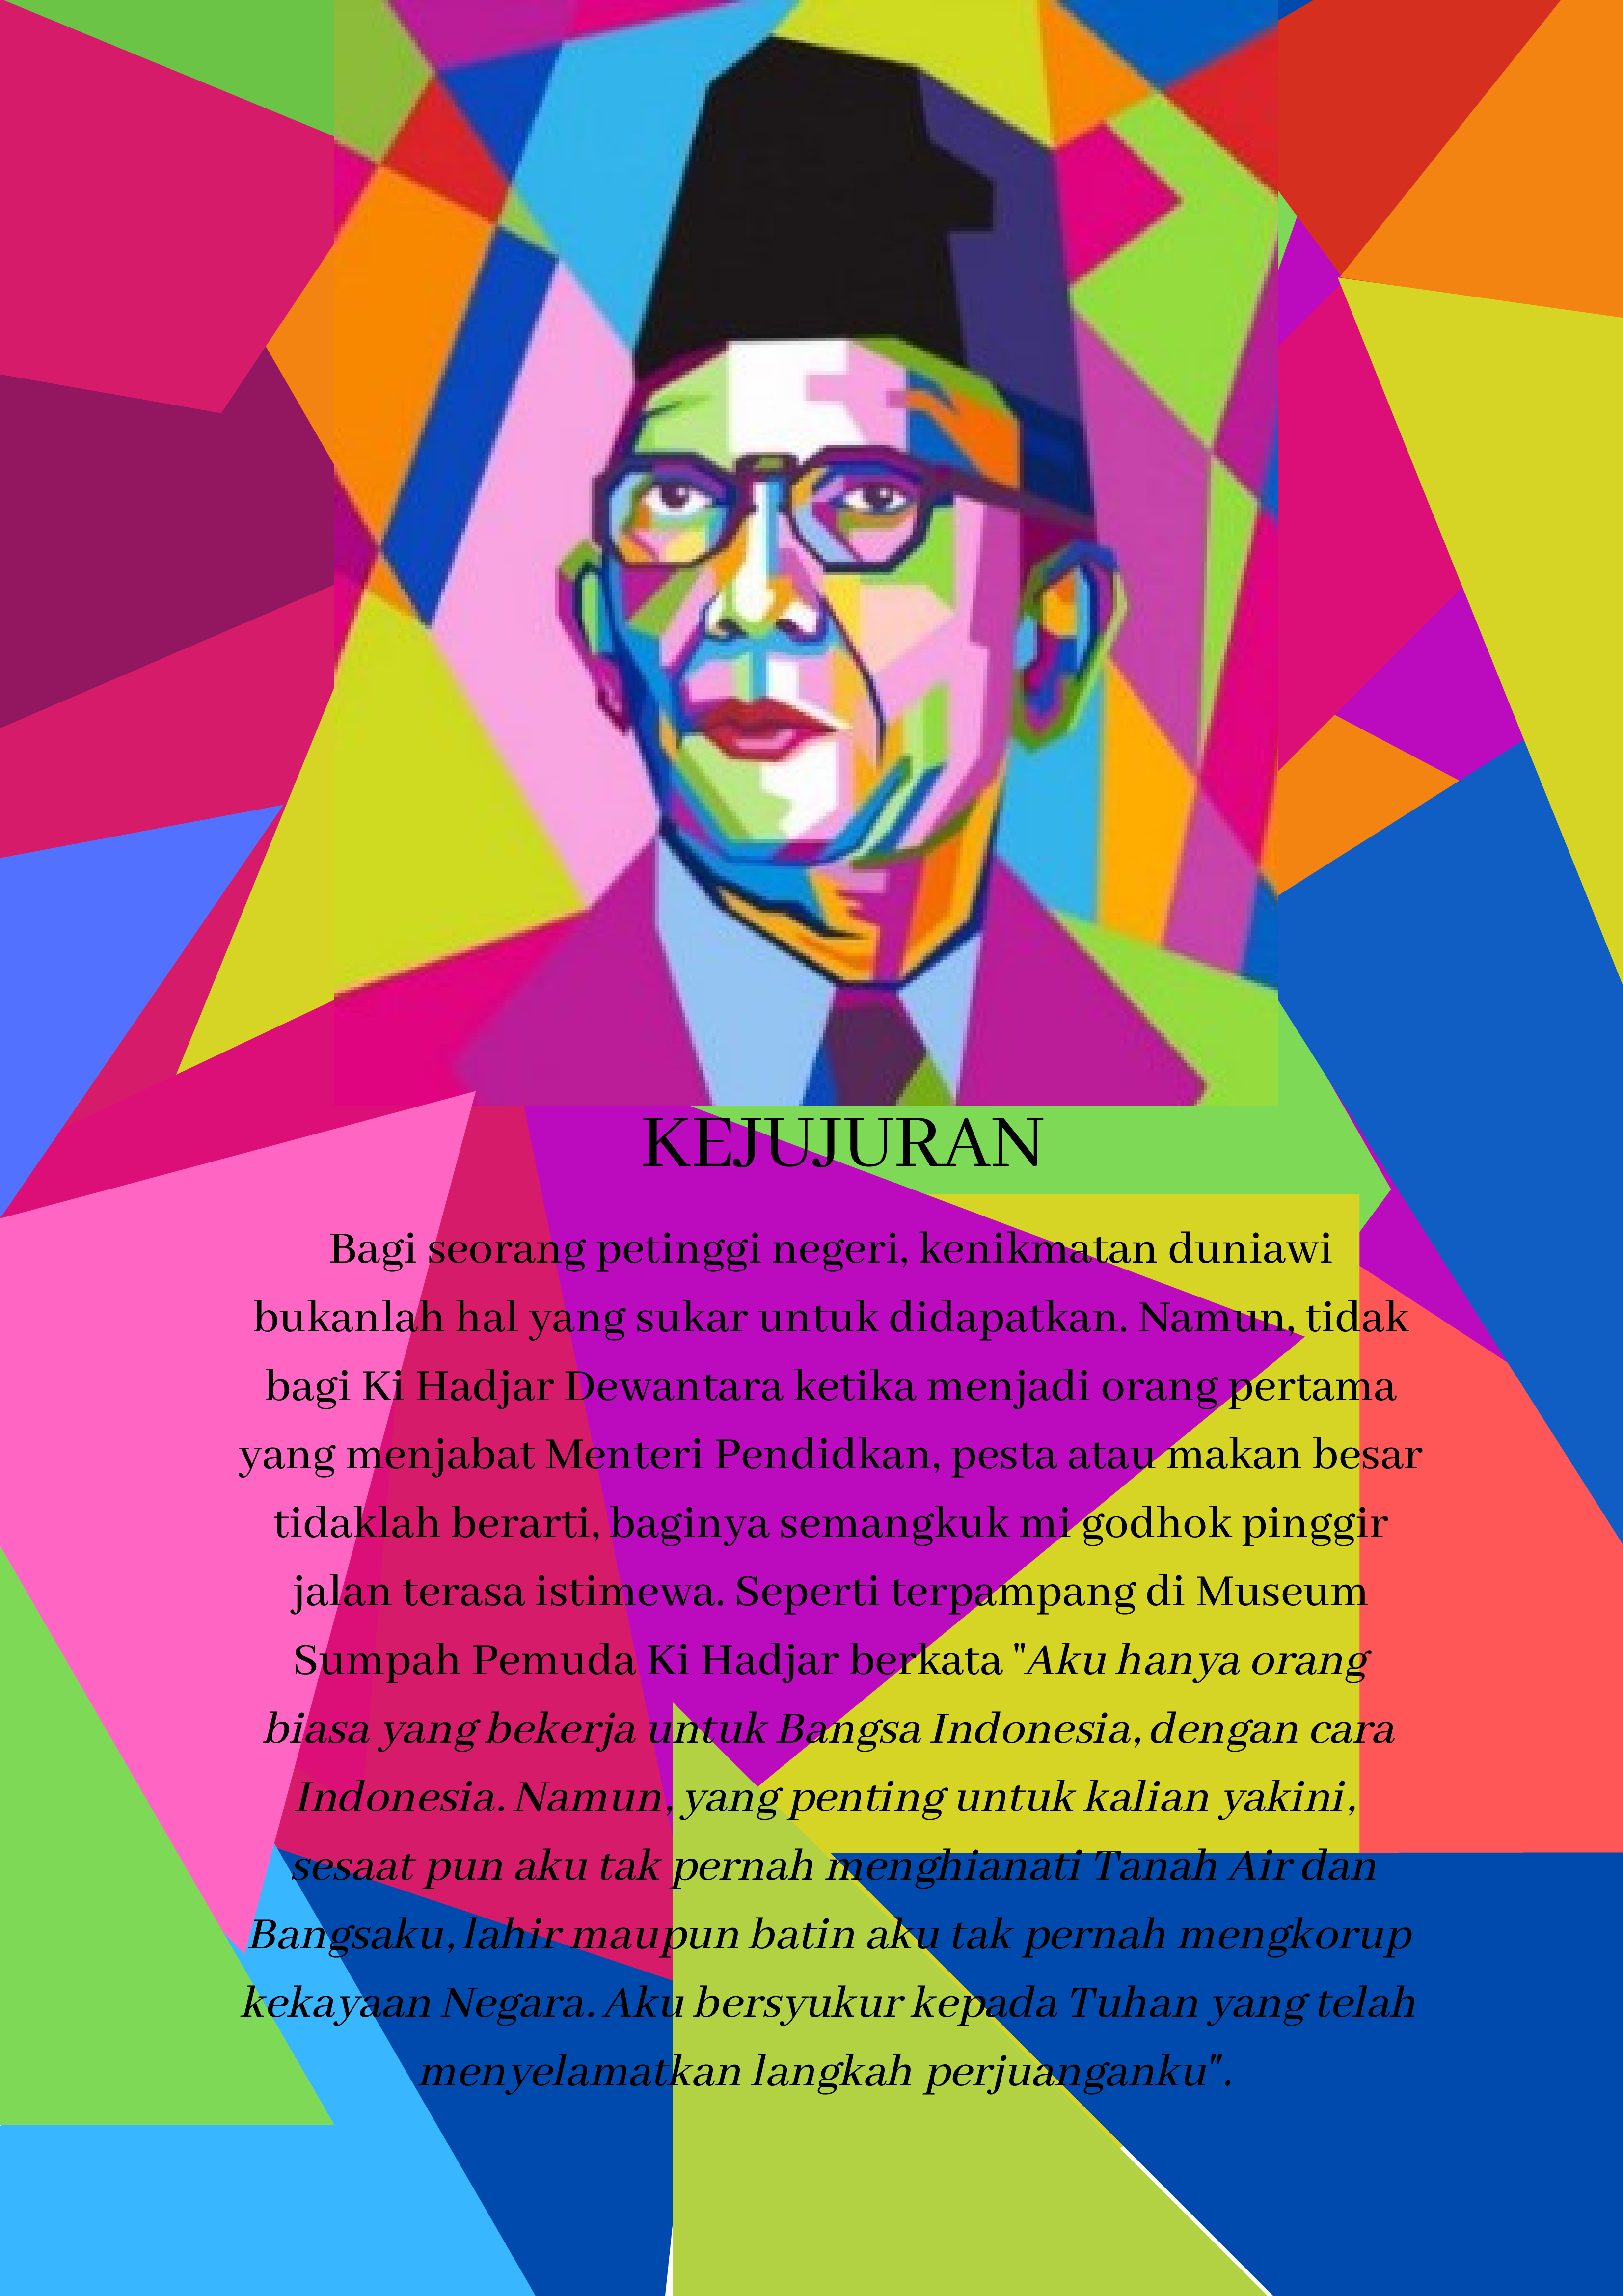 KEJUJURAN
Bagi seorang petinggi negeri, kenikmatan duniawi
bukanlah hal yang sukar untuk didapatkan. Namun, tidak
bagi Ki Hadjar Dewantara ketika menjadi orang pertama
yang menjabat Menteri Pendidkan, pesta atau makan besar
tidaklah berarti, baginya semangkuk mi godhok pinggir
jalan terasa istimewa. Seperti terpampang di Museum
Sumpah Pemuda Ki Hadjar berkata "Aku hanya orang
biasa yang bekerja untuk Bangsa Indonesia, dengan cara
Indonesia. Namun, yang penting untuk kalian yakini,
sesaat pun aku tak pernah menghianati Tanah Air dan
Bangsaku, lahir maupun batin aku tak pernah mengkorup
kekayaan Negara. Aku bersyukur kepada Tuhan yang telah
menyelamatkan langkah perjuanganku".